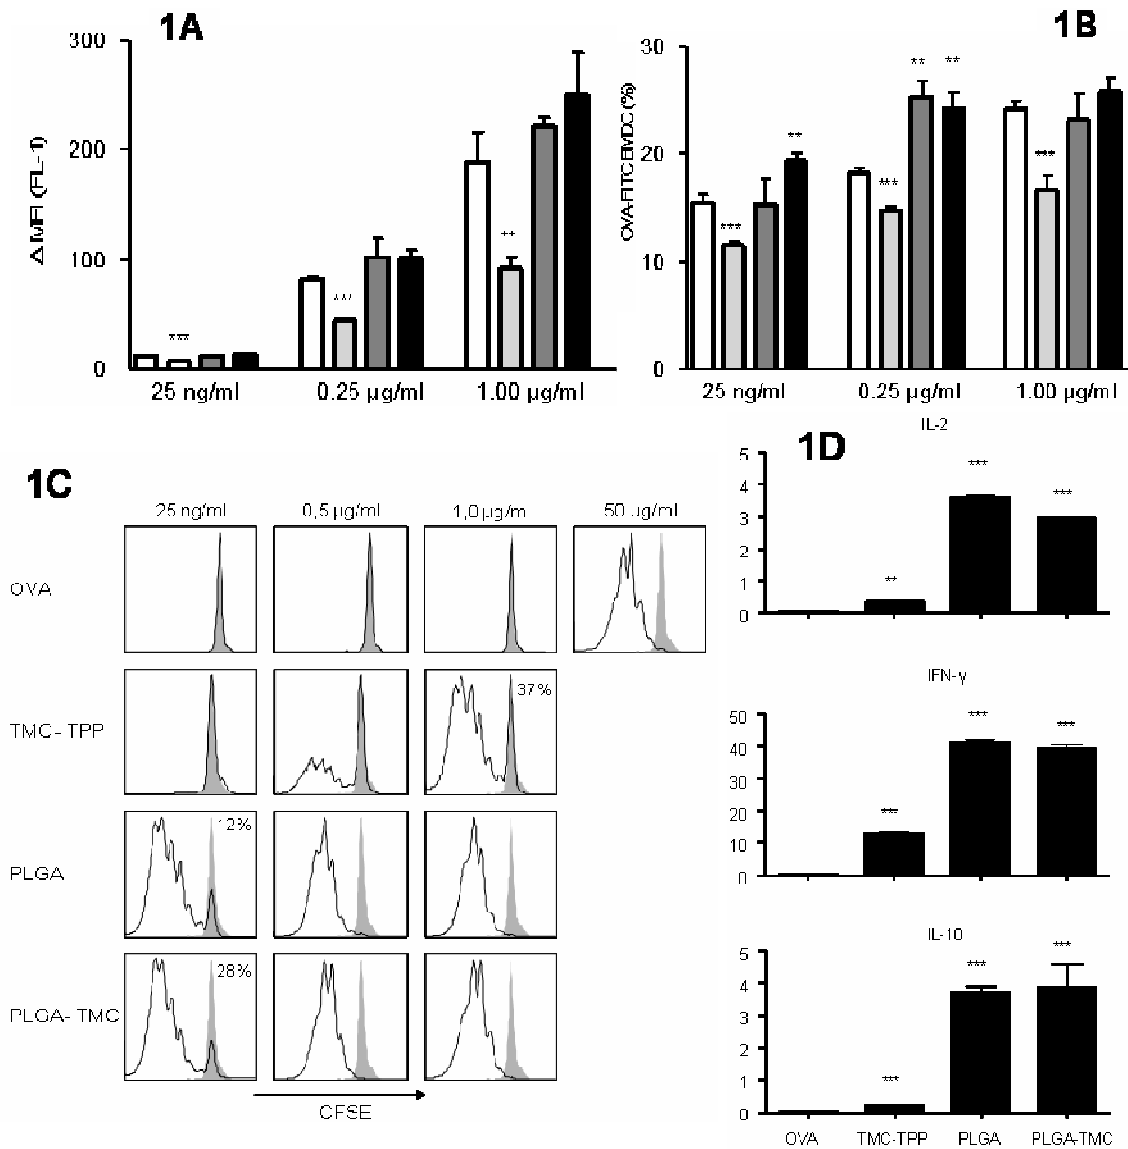 1A
Δ MFI (FL-1)
300
200
100
0
***
***
**
25 ng/ml 0.25 µg/ml 1.00 µg/ml
1B
OVA-FITC BMDC (%)
30
20
10
0
***
**
***
**
**
***
25 ng/ml 0.25 µg/ml 1.00 µg/ml
1C
25 ng/ml 0,5 µg/ml 1,0 µg/m 50 µg/ml
OVA
TMC- TPP
37%
PLGA
12%
PLGA- TMC
28%
CFSE
1D
IL-2
5
4
3
2
1
0
**
***
***
IFN-γ
50
40
30
20
10
0
***
***
***
IL-10
5
4
3
2
1
0
***
***
***
OVA TMC-TPP PLGA PLGA-TMC